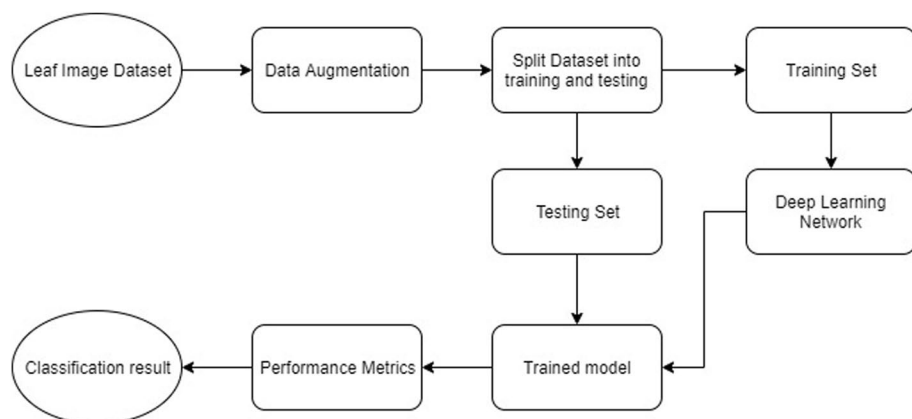 Leaf Image Dataset
Data Augmentation
Split Dataset into
training and testing
Training Set
Testing Set
Deep Learning
Network
Classification result
Performance Metrics
Trained model